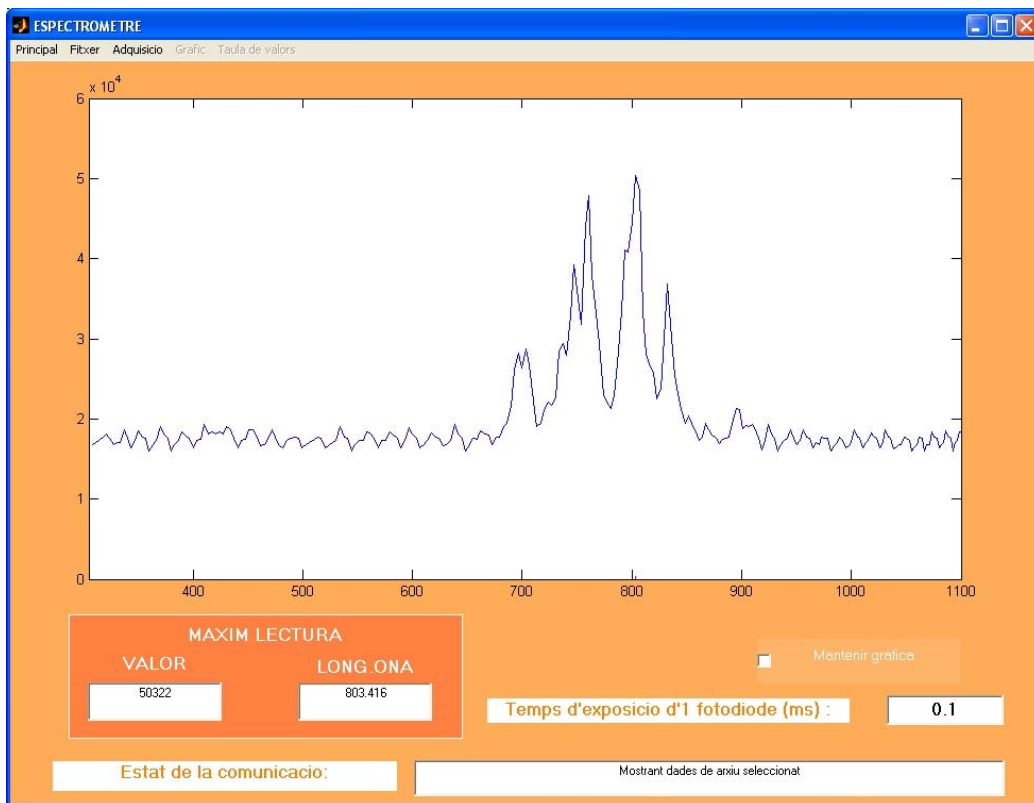 ESPECTROMETRE
Principal Fitxer Adquisicio Grafic Taula de valors
x 10^4
6
5
4
3
2
1
0
400 500 600 700 800 900 1000 1100
MAXIM LECTURA
VALOR LONG.ONA
50322 803.416
Mantenir grafica
Temps d'exposicio d'1 fotodiode (ms) : 0.1
Estat de la comunicacio: Mostrant dades de arxiu seleccionat